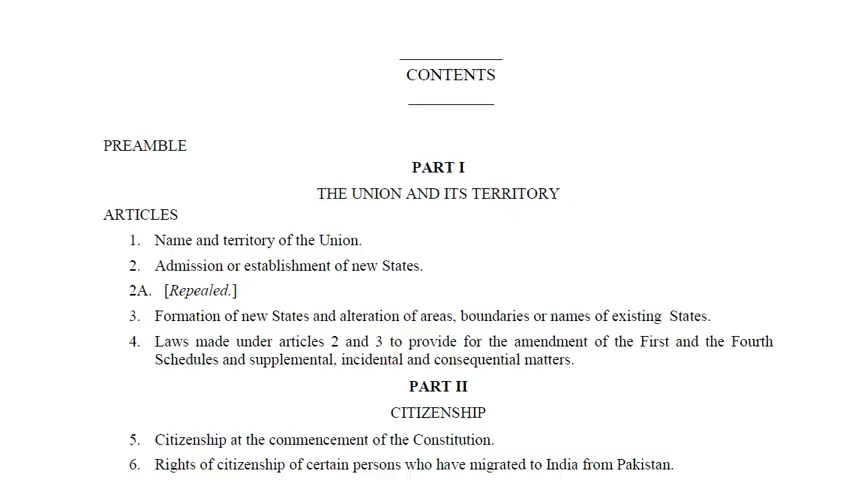 CONTENTS
PREAMBLE
PART I
THE UNION AND ITS TERRITORY
ARTICLES
1. Name and territory of the Union.
2. Admission or establishment of new States.
2A. [Repealed.]
3. Formation of new States and alteration of areas, boundaries or names of existing States.
4. Laws made under articles 2 and 3 to provide for the amendment of the First and the Fourth
Schedules and supplemental, incidental and consequential matters.
PART II
CITIZENSHIP
5. Citizenship at the commencement of the Constitution.
6. Rights of citizenship of certain persons who have migrated to India from Pakistan.